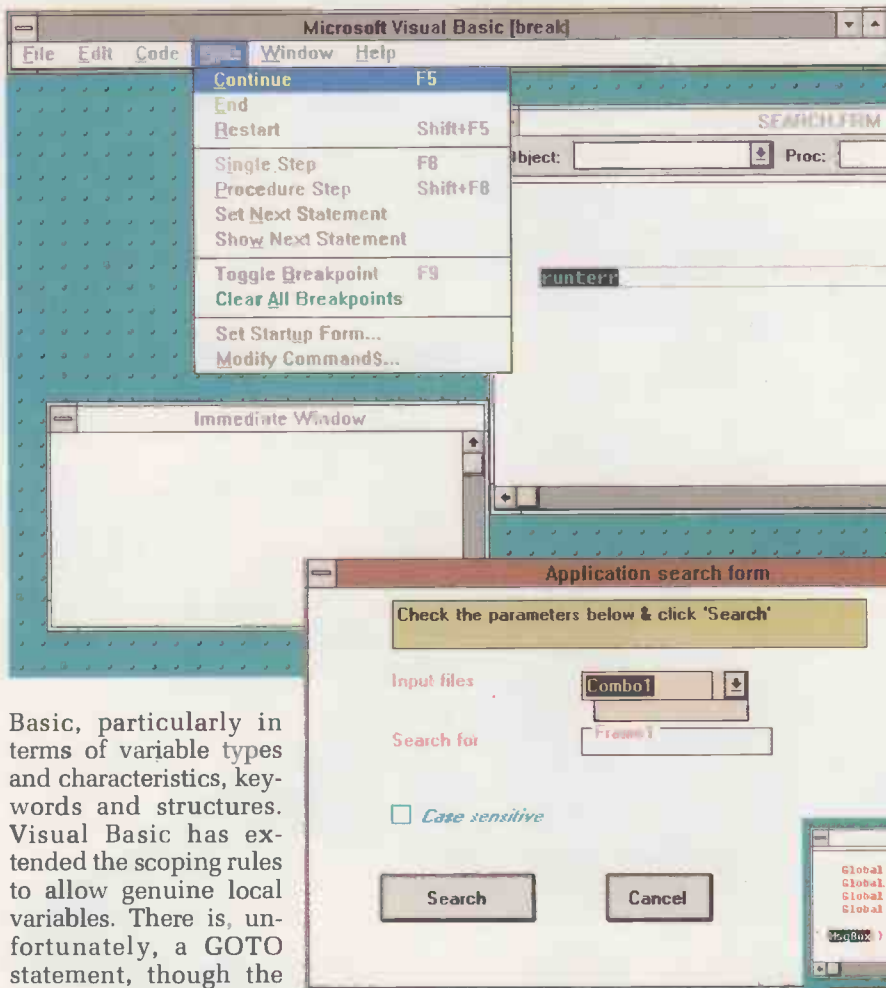 Microsoft Visual Basic [break]
File Edit Code Window Help
Continue F5
End
Restart Shift+F5
Single Step F8
Procedure Step Shift+F8
Set Next Statement
Show Next Statement
Toggle Breakpoint F9
Clear All Breakpoints
Set Startup Form...
Modify Command$...
SEARCH.FRM
bject: Proc:
runterr
Immediate Window
Application search form
Check the parameters below & click 'Search'
Input files Combo1
Search for Frame1
Case sensitive
Search Cancel
Global
Global
Global
Global
MsgBox
Basic, particularly in
terms of variable types
and characteristics, key-
words and structures.
Visual Basic has ex-
tended the scoping rules
to allow genuine local
variables. There is, un-
fortunately, a GOTO
statement, though the